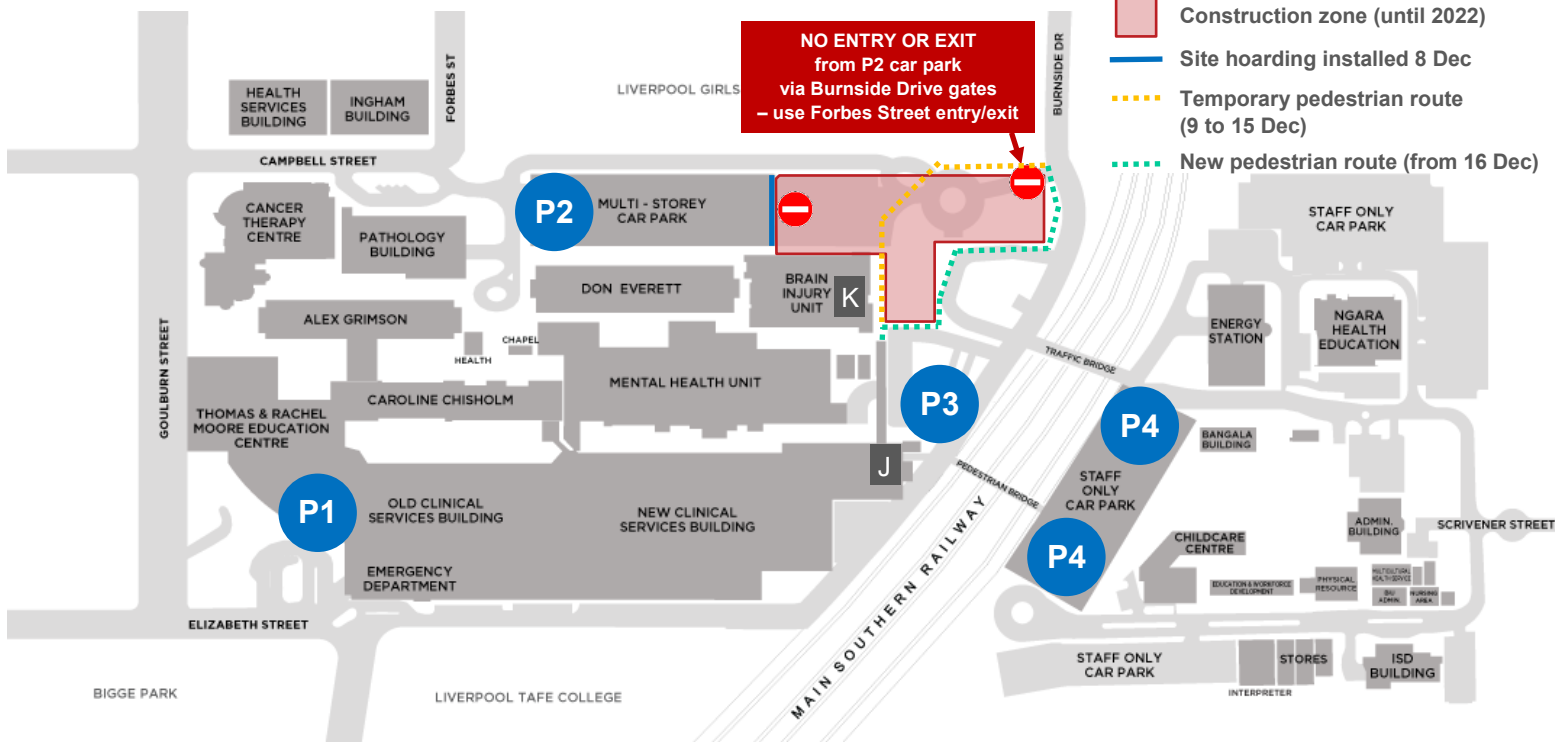 Construction zone (until 2022)
Site hoarding installed 8 Dec
Temporary pedestrian route
(9 to 15 Dec)
New pedestrian route (from 16 Dec)
NO ENTRY OR EXIT
from P2 car park
via Burnside Drive gates
– use Forbes Street entry/exit
BURNSIDE DR
FORBES ST
LIVERPOOL GIRLS
HEALTH
SERVICES
BUILDING
INGHAM
BUILDING
CAMPBELL STREET
CANCER
THERAPY
CENTRE
PATHOLOGY
BUILDING
P2
MULTI - STOREY
CAR PARK
STAFF ONLY
CAR PARK
DON EVERETT
BRAIN
INJURY
UNIT
K
ALEX GRIMSON
HEALTH
CHAPEL
ENERGY
STATION
NGARA
HEALTH
EDUCATION
TRAFFIC BRIDGE
GOULBURN STREET
MENTAL HEALTH UNIT
CAROLINE CHISHOLM
THOMAS & RACHEL
MOORE EDUCATION
CENTRE
P3
P4
BANGALA
BUILDING
J
PEDESTRIAN BRIDGE
STAFF
ONLY
CAR PARK
P1
OLD CLINICAL
SERVICES BUILDING
NEW CLINICAL
SERVICES BUILDING
ADMIN.
BUILDING
SCRIVENER STREET
P4
CHILDCARE
CENTRE
EMERGENCY
DEPARTMENT
EDUCATION & WORKFORCE
DEVELOPMENT
PHYSICAL
RESOURCE
MULTICULTURAL
HEALTH SERVICE
BIU
ADMIN.
NURSING
AREA
ELIZABETH STREET
MAIN SOUTHERN RAILWAY
STAFF ONLY
CAR PARK
STORES
INTERPRETER
ISD
BUILDING
BIGGE PARK
LIVERPOOL TAFE COLLEGE